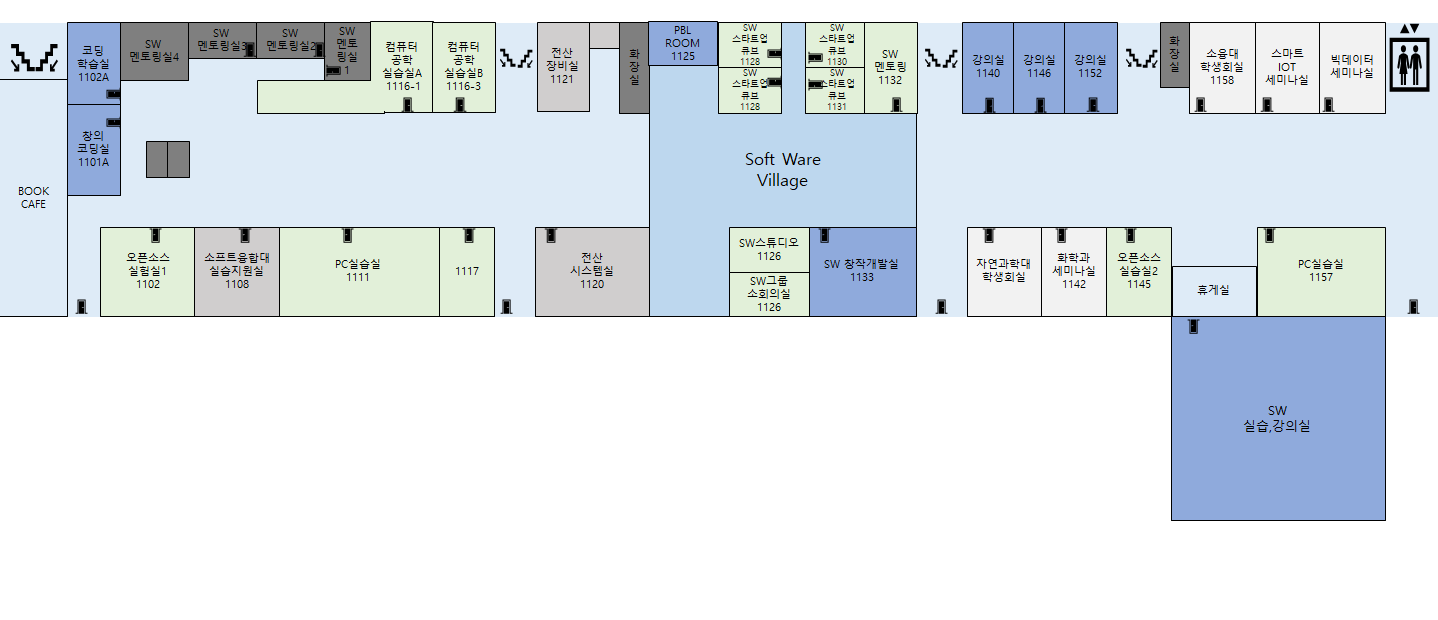 코딩
학습실
1102A
SW
멘토링실4
SW
멘토링실3
SW
멘토링실2
SW
멘토
링실
1
컴퓨터
공학
실습실A
1116-1
컴퓨터
공학
실습실B
1116-3
전산
장비실
1121
화
장
실
PBL
ROOM
1125
SW
스타트업
큐브
1128
SW
스타트업
큐브
1128
SW
스타트업
큐브
1130
SW
스타트업
큐브
1131
SW
멘토링
1132
강의실
1140
강의실
1146
강의실
1152
화
장
실
소융대
학생회실
1158
스마트
IOT
세미나실
빅데이터
세미나실
창의
코딩실
1101A
BOOK
CAFE
Soft Ware
Village
오픈소스
실험실1
1102
소프트융합대
실습지원실
1108
PC실습실
1111
1117
전산
시스템실
1120
SW스튜디오
1126
SW그룹
소회의실
1126
SW 창작개발실
1133
자연과학대
학생회실
화학과
세미나실
1142
오픈소스
실습실2
1145
휴게실
PC실습실
1157
SW
실습,강의실